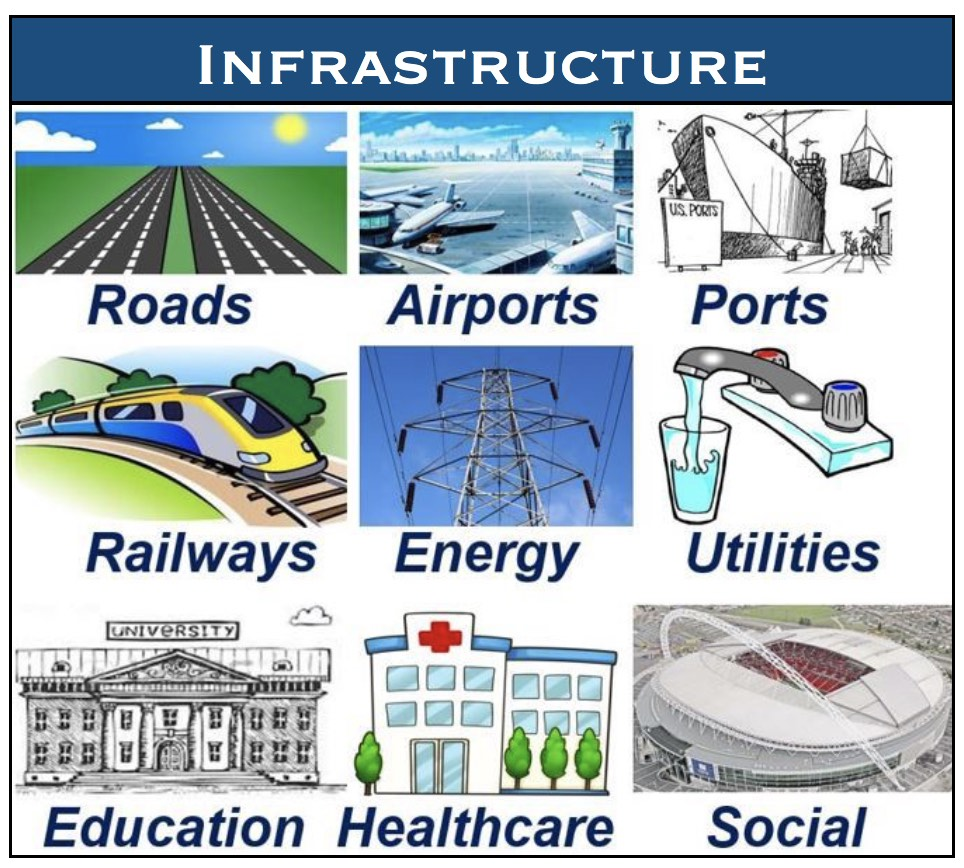 INFRASTRUCTURE
U.S. PORTS
Roads Airports Ports
Railways Energy Utilities
UNIVERSITY
Education Healthcare Social